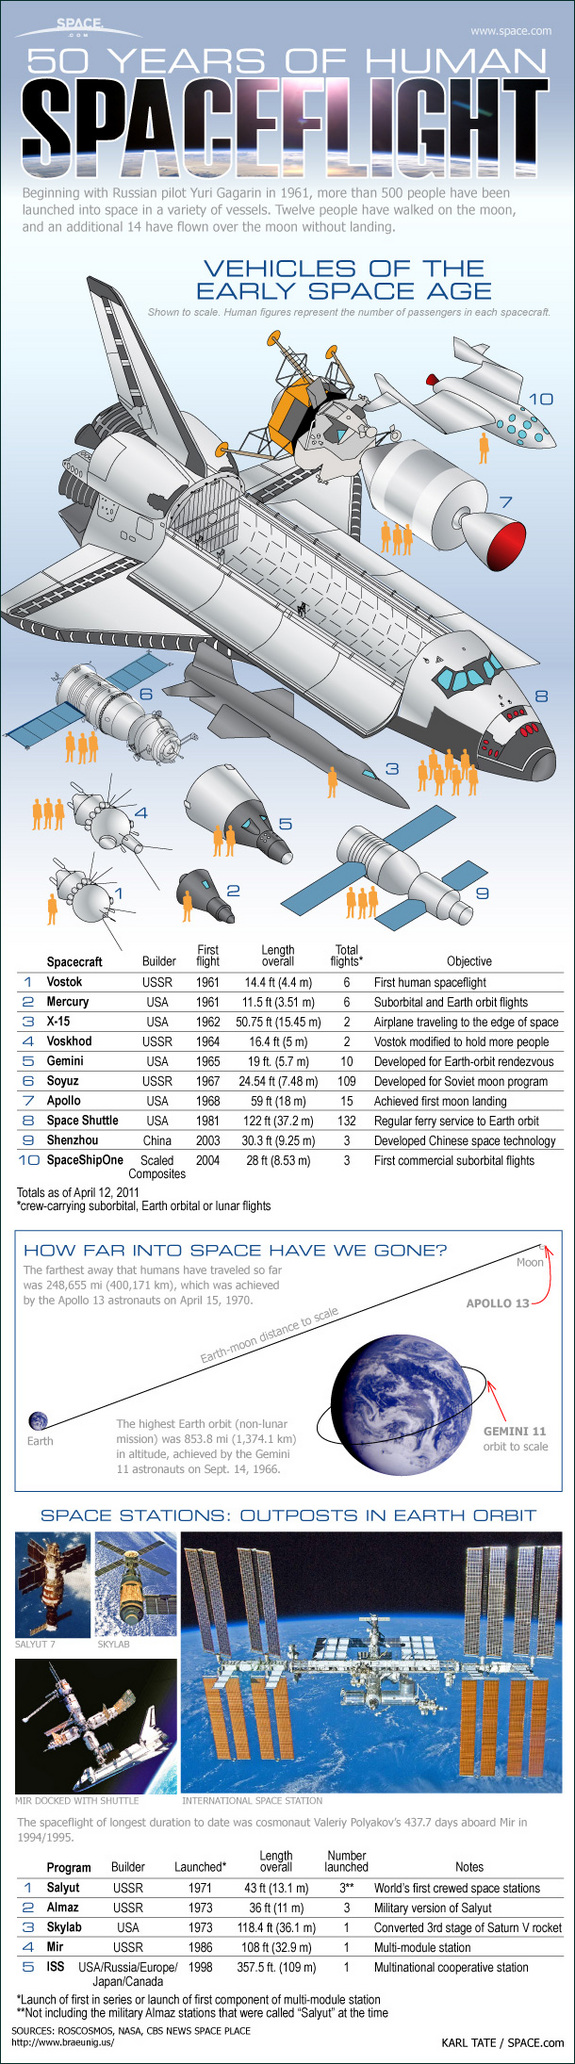 SPACE
.COM
www.space.com
50 YEARS OF HUMAN
SPACEFLIGHT
Beginning with Russian pilot Yuri Gagarin in 1961, more than 500 people have been
launched into space in a variety of vessels. Twelve people have walked on the moon,
and an additional 14 have flown over the moon without landing.
VEHICLES OF THE
EARLY SPACE AGE
Shown to scale. Human figures represent the number of passengers in each spacecraft.
10
7
6
8
3
4
5
1
2
9
Spacecraft Builder First flight Length overall Total flights* Objective
1 Vostok USSR 1961 14.4 ft (4.4 m) 6 First human spaceflight
2 Mercury USA 1961 11.5 ft (3.51 m) 6 Suborbital and Earth orbit flights
3 X-15 USA 1962 50.75 ft (15.45 m) 2 Airplane traveling to the edge of space
4 Voskhod USSR 1964 16.4 ft (5 m) 2 Vostok modified to hold more people
5 Gemini USA 1965 19 ft. (5.7 m) 10 Developed for Earth-orbit rendezvous
6 Soyuz USSR 1967 24.54 ft (7.48 m) 109 Developed for Soviet moon program
7 Apollo USA 1968 59 ft (18 m) 15 Achieved first moon landing
8 Space Shuttle USA 1981 122 ft (37.2 m) 132 Regular ferry service to Earth orbit
9 Shenzhou China 2003 30.3 ft (9.25 m) 3 Developed Chinese space technology
10 SpaceShipOne Scaled Composites 2004 28 ft (8.53 m) 3 First commercial suborbital flights
Totals as of April 12, 2011
*crew-carrying suborbital, Earth orbital or lunar flights
HOW FAR INTO SPACE HAVE WE GONE?
The farthest away that humans have traveled so far
was 248,655 mi (400,171 km), which was achieved
by the Apollo 13 astronauts on April 15, 1970.
Moon
APOLLO 13
Earth-moon distance to scale
Earth
The highest Earth orbit (non-lunar
mission) was 853.8 mi (1,374.1 km)
in altitude, achieved by the Gemini
11 astronauts on Sept. 14, 1966.
GEMINI 11
orbit to scale
SPACE STATIONS: OUTPOSTS IN EARTH ORBIT
SALYUT 7
SKYLAB
MIR DOCKED WITH SHUTTLE
INTERNATIONAL SPACE STATION
The spaceflight of longest duration to date was cosmonaut Valeriy Polyakov's 437.7 days aboard Mir in
1994/1995.
Program Builder Launched* Length overall Number launched Notes
1 Salyut USSR 1971 43 ft (13.1 m) 3** World's first crewed space stations
2 Almaz USSR 1973 36 ft (11 m) 3 Military version of Salyut
3 Skylab USA 1973 118.4 ft (36.1 m) 1 Converted 3rd stage of Saturn V rocket
4 Mir USSR 1986 108 ft (32.9 m) 1 Multi-module station
5 ISS USA/Russia/Europe/ Japan/Canada 1998 357.5 ft. (109 m) 1 Multinational cooperative station
*Launch of first in series or launch of first component of multi-module station
**Not including the military Almaz stations that were called "Salyut" at the time
SOURCES: ROSCOSMOS, NASA, CBS NEWS SPACE PLACE
http://www.braeunig.us/
KARL TATE / SPACE.com